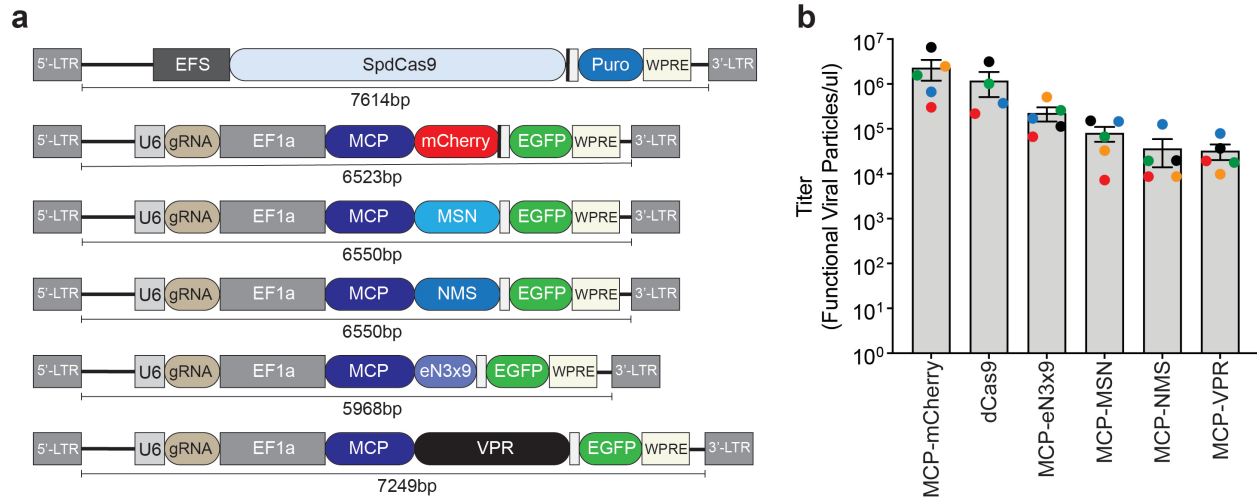 a
5'-LTR EFS SpdCas9 Puro WPRE 3'-LTR
7614bp
5'-LTR U6 gRNA EF1a MCP mCherry EGFP WPRE 3'-LTR
6523bp
5'-LTR U6 gRNA EF1a MCP MSN EGFP WPRE 3'-LTR
6550bp
5'-LTR U6 gRNA EF1a MCP NMS EGFP WPRE 3'-LTR
6550bp
5'-LTR U6 gRNA EF1a MCP eN3x9 EGFP WPRE 3'-LTR
5968bp
5'-LTR U6 gRNA EF1a MCP VPR EGFP WPRE 3'-LTR
7249bp
b
Titer
(Functional Viral Particles/ul)
10⁷
10⁶
10⁵
10⁴
10³
10²
10¹
10⁰
MCP-mCherry
dCas9
MCP-eN3x9
MCP-MSN
MCP-NMS
MCP-VPR